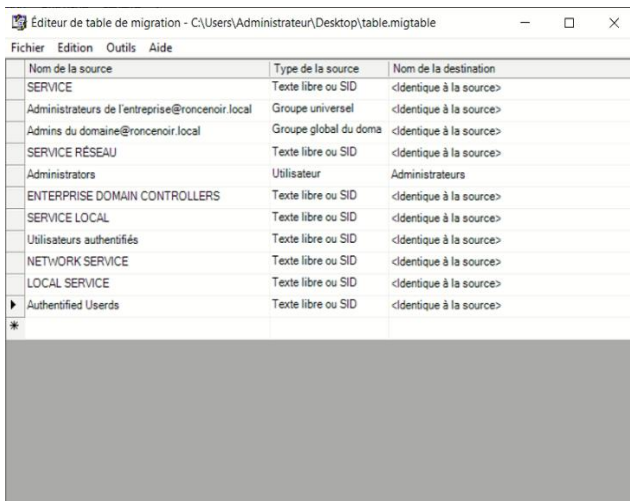 Éditeur de table de migration - C:\Users\Administrateur\Desktop\table.migtable
Fichier Edition Outils Aide
Nom de la source Type de la source Nom de la destination
SERVICE Texte libre ou SID <Identique à la source>
Administrateurs de l'entreprise@roncenoir.local Groupe universel <Identique à la source>
Admins du domaine@roncenoir.local Groupe global du doma <Identique à la source>
SERVICE RÉSEAU Texte libre ou SID <Identique à la source>
Administrators Utilisateur Administrateurs
ENTERPRISE DOMAIN CONTROLLERS Texte libre ou SID <Identique à la source>
SERVICE LOCAL Texte libre ou SID <Identique à la source>
Utilisateurs authentifiés Texte libre ou SID <Identique à la source>
NETWORK SERVICE Texte libre ou SID <Identique à la source>
LOCAL SERVICE Texte libre ou SID <Identique à la source>
Authentified Userds Texte libre ou SID <Identique à la source>